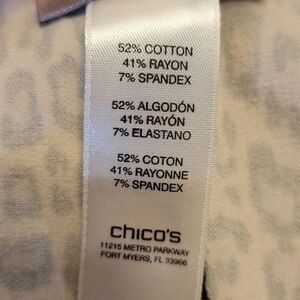 52% COTTON
41% RAYON
7% SPANDEX
52% ALGODÓN
41% RAYÓN
7% ELASTANO
52% COTON
41% RAYONNE
7% SPANDEX
chico's
11215 METRO PARKWAY
FORT MYERS, FL 33966